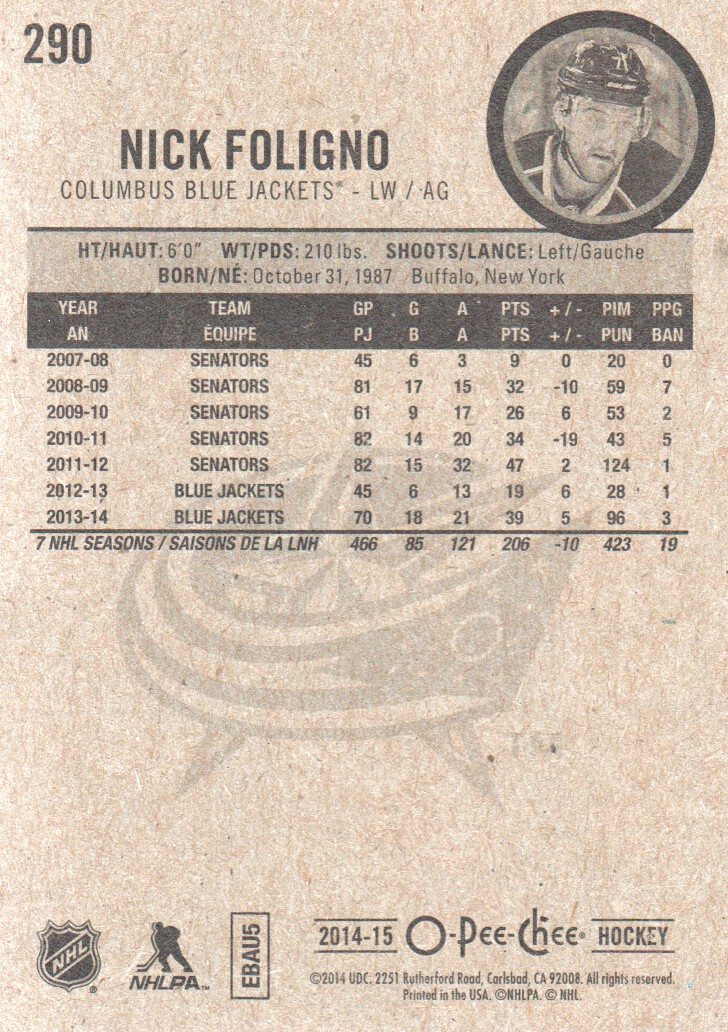 290
NICK FOLIGNO
COLUMBUS BLUE JACKETS® - LW / AG
HT/HAUT: 6'0" WT/PDS: 210 lbs. SHOOTS/LANCE: Left/Gauche
BORN/NÉ: October 31, 1987 Buffalo, New York
YEAR TEAM GP G A PTS + / - PIM PPG
AN ÉQUIPE PJ B A PTS + / - PUN BAN
2007-08 SENATORS 45 6 3 9 0 20 0
2008-09 SENATORS 81 17 15 32 -10 59 7
2009-10 SENATORS 61 9 17 26 6 53 2
2010-11 SENATORS 82 14 20 34 -19 43 5
2011-12 SENATORS 82 15 32 47 2 124 1
2012-13 BLUE JACKETS 45 6 13 19 6 28 1
2013-14 BLUE JACKETS 70 18 21 39 5 96 3
7 NHL SEASONS / SAISONS DE LA LNH 466 85 121 206 -10 423 19
TM
NHL ®
NHLPA™
EBAU5
2014-15 O-Pee-Chee® HOCKEY
©2014 UDC. 2251 Rutherford Road, Carlsbad, CA 92008. All rights reserved.
Printed in the USA. ©NHLPA. © NHL.